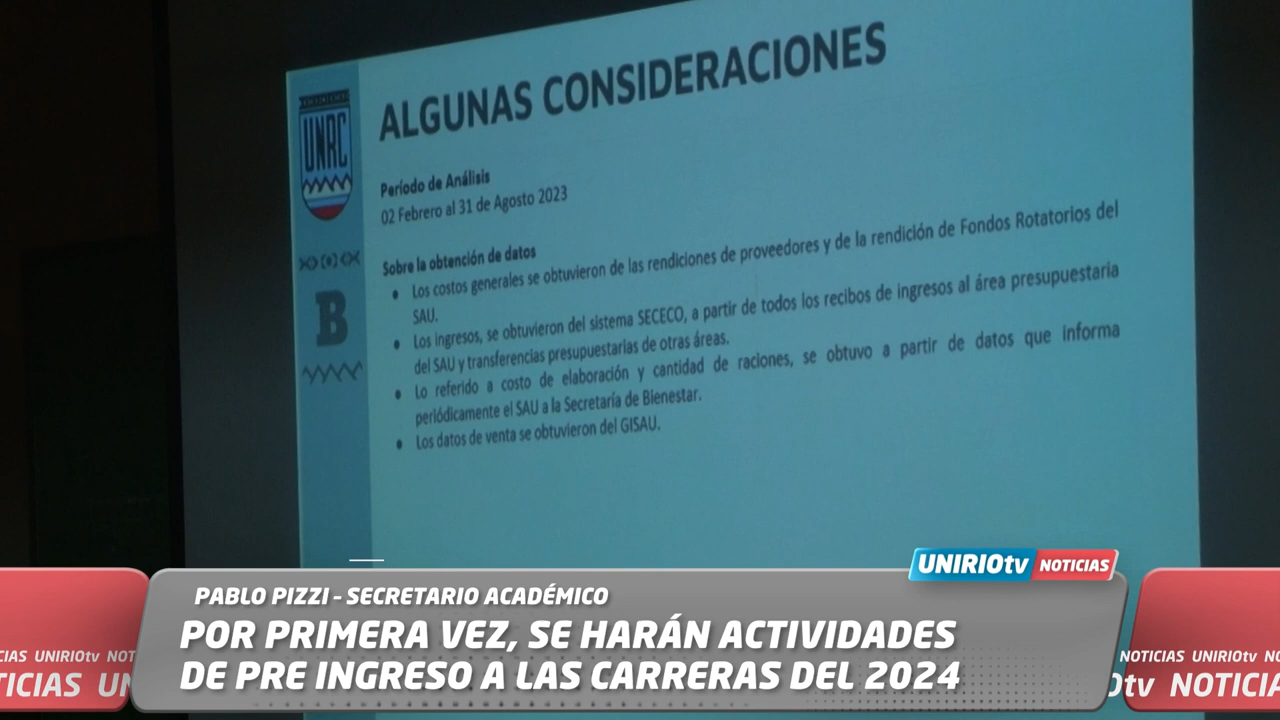 ALGUNAS CONSIDERACIONES
UNRC
Período de Análisis
02 Febrero al 31 de Agosto 2023
Sobre la obtención de datos
● Los costos generales se obtuvieron de las rendiciones de proveedores y de la rendición de Fondos Rotatorios del
SAU.
● Los ingresos, se obtuvieron del sistema SECECO, a partir de todos los recibos de ingresos al área presupuestaria
del SAU y transferencias presupuestarias de otras áreas.
● Lo referido a costo de elaboración y cantidad de raciones, se obtuvo a partir de datos que informa
periódicamente el SAU a la Secretaría de Bienestar.
● Los datos de venta se obtuvieron del GISAU.
B
UNIRIOtv NOTICIAS
PABLO PIZZI - SECRETARIO ACADÉMICO
POR PRIMERA VEZ, SE HARÁN ACTIVIDADES
DE PRE INGRESO A LAS CARRERAS DEL 2024
CIAS UNIRIOtv NOT
TICIAS UN
NOTICIAS UNIRIOtv NO
Otv NOTICIA